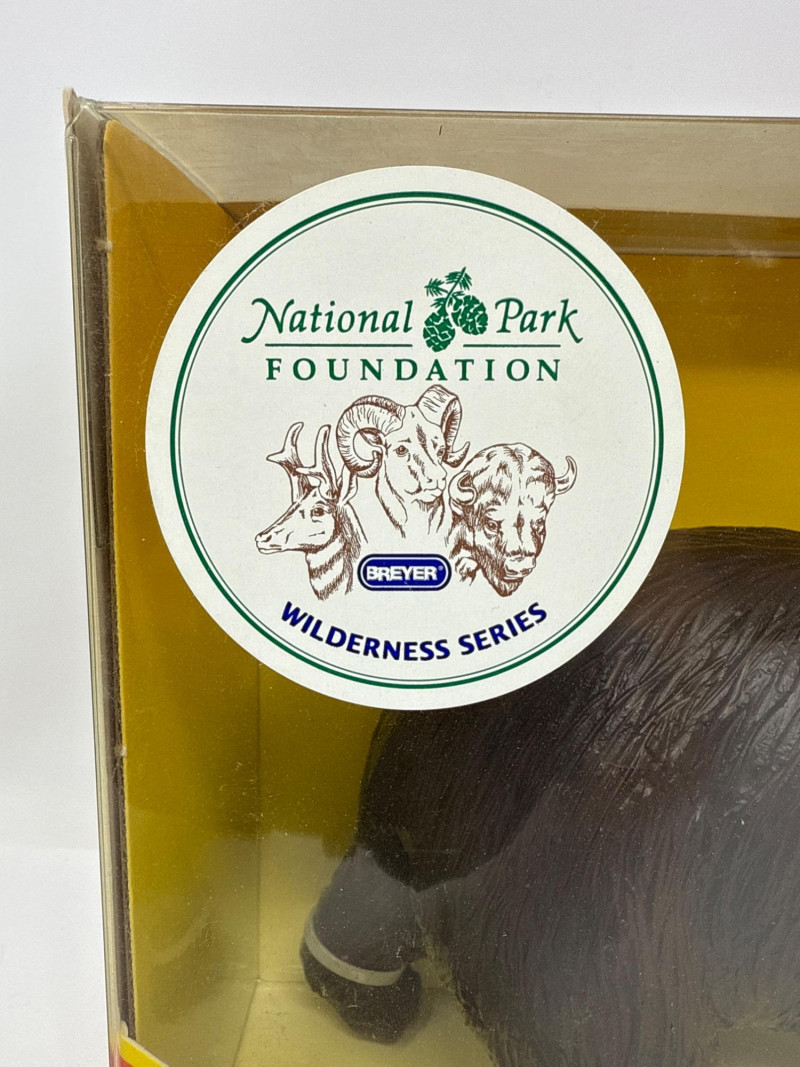 National Park
FOUNDATION
BREYER®
WILDERNESS SERIES